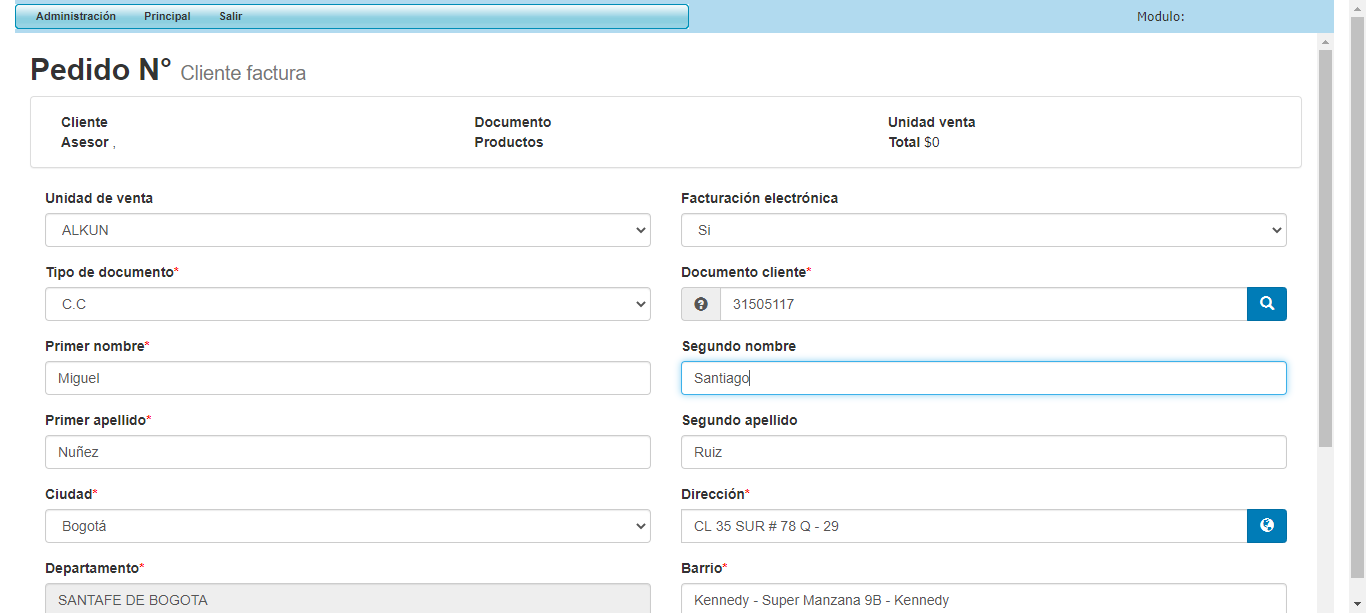 Administración Principal Salir Modulo:
Pedido N° Cliente factura
Cliente Documento Unidad venta
Asesor , Productos Total $0
Unidad de venta Facturación electrónica
ALKUN Si
Tipo de documento* Documento cliente*
C.C 31505117
Primer nombre* Segundo nombre
Miguel Santiago
Primer apellido* Segundo apellido
Nuñez Ruiz
Ciudad* Dirección*
Bogotá CL 35 SUR # 78 Q - 29
Departamento* Barrio*
SANTAFE DE BOGOTA Kennedy - Super Manzana 9B - Kennedy